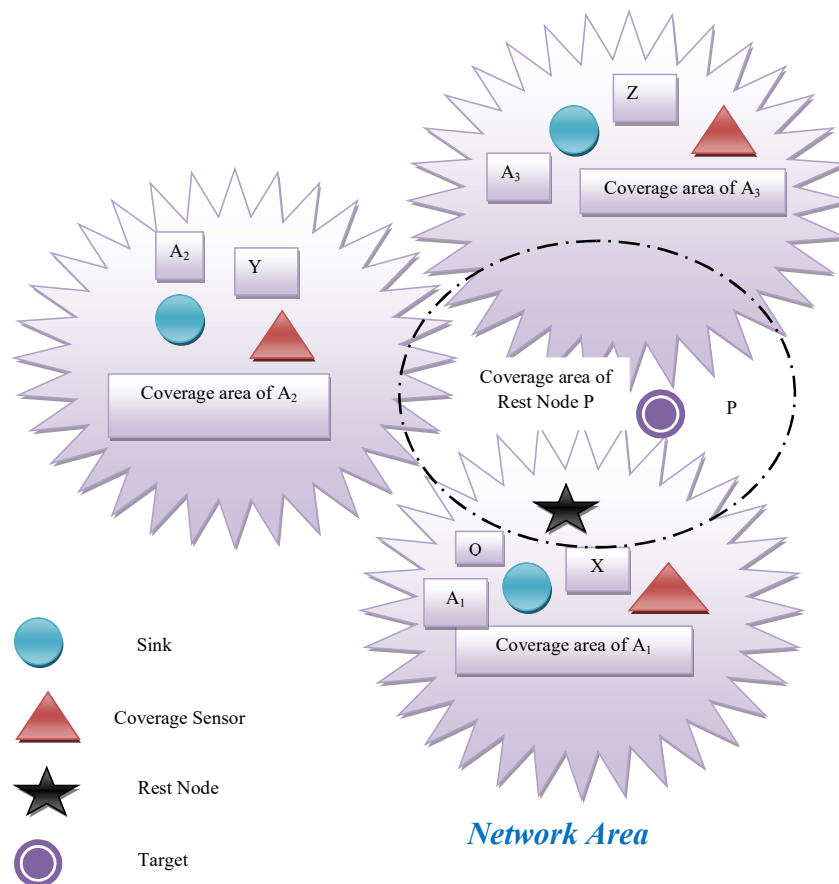 Z
A₃
Coverage area of A₃
A₂
Y
Coverage area of A₂
Coverage area of
Rest Node P
P
Q
X
A₁
Coverage area of A₁
Sink
Coverage Sensor
Rest Node
Target
Network Area